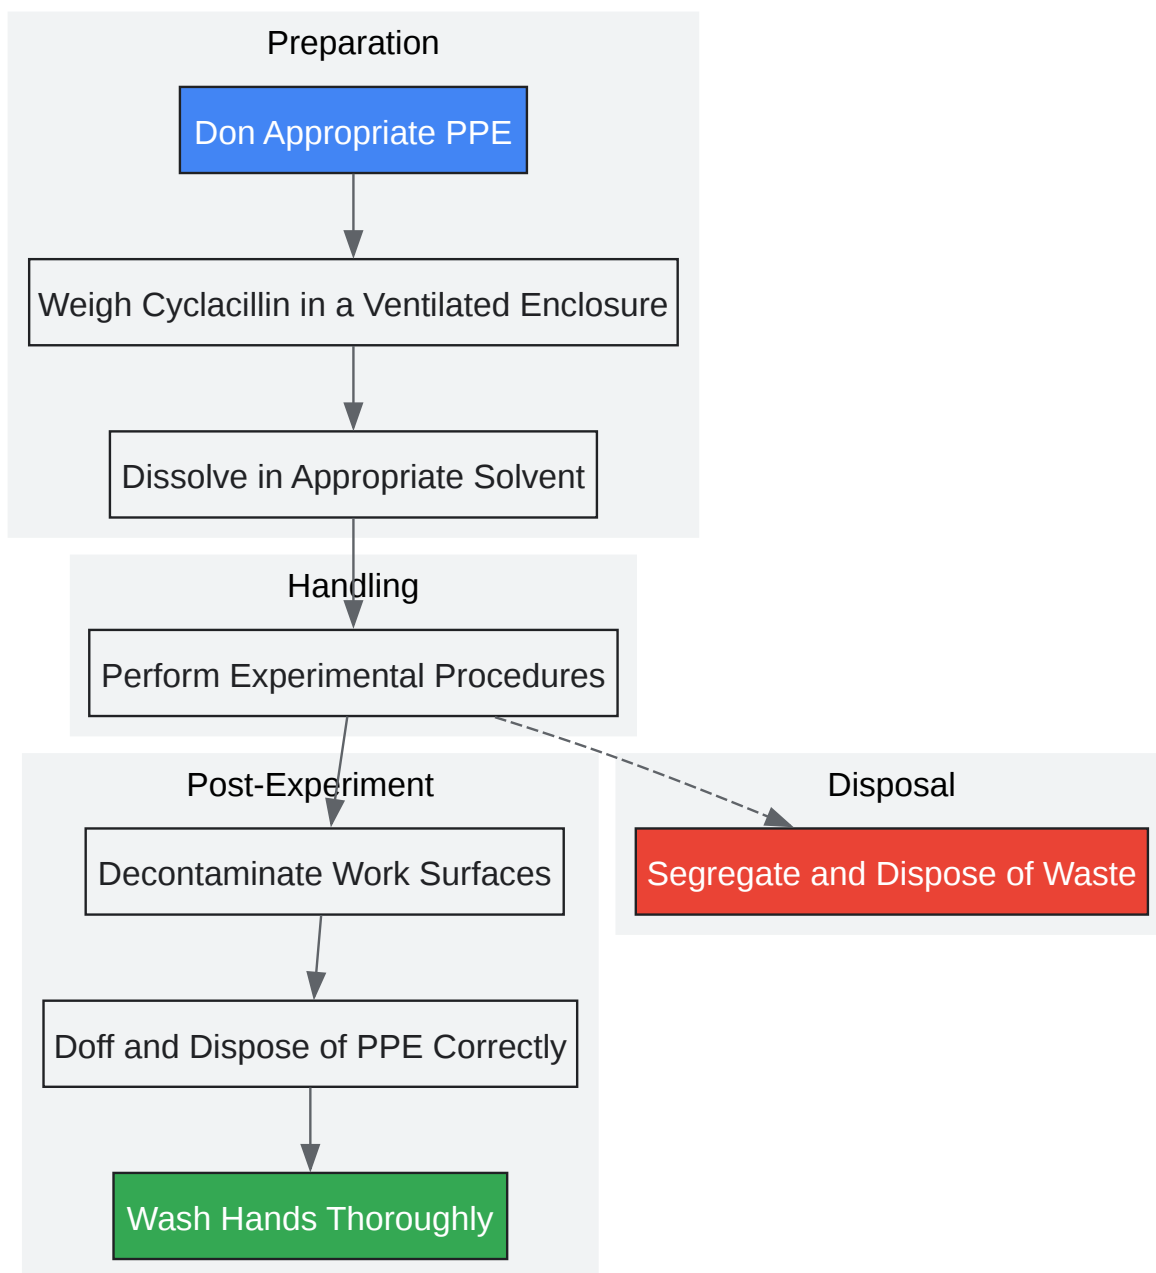 Preparation
Don Appropriate PPE
Weigh Cyclacillin in a Ventilated Enclosure
Dissolve in Appropriate Solvent
Handling
Perform Experimental Procedures
Post-Experiment
Decontaminate Work Surfaces
Doff and Dispose of PPE Correctly
Wash Hands Thoroughly
Disposal
Segregate and Dispose of Waste